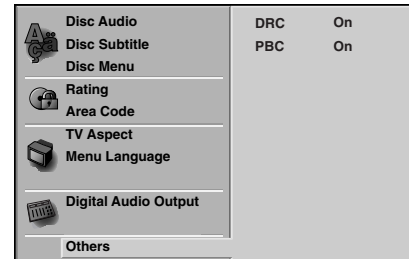 Disc Audio
Disc Subtitle
Disc Menu
Rating
Area Code
TV Aspect
Menu Language
Digital Audio Output
Others
DRC On
PBC On